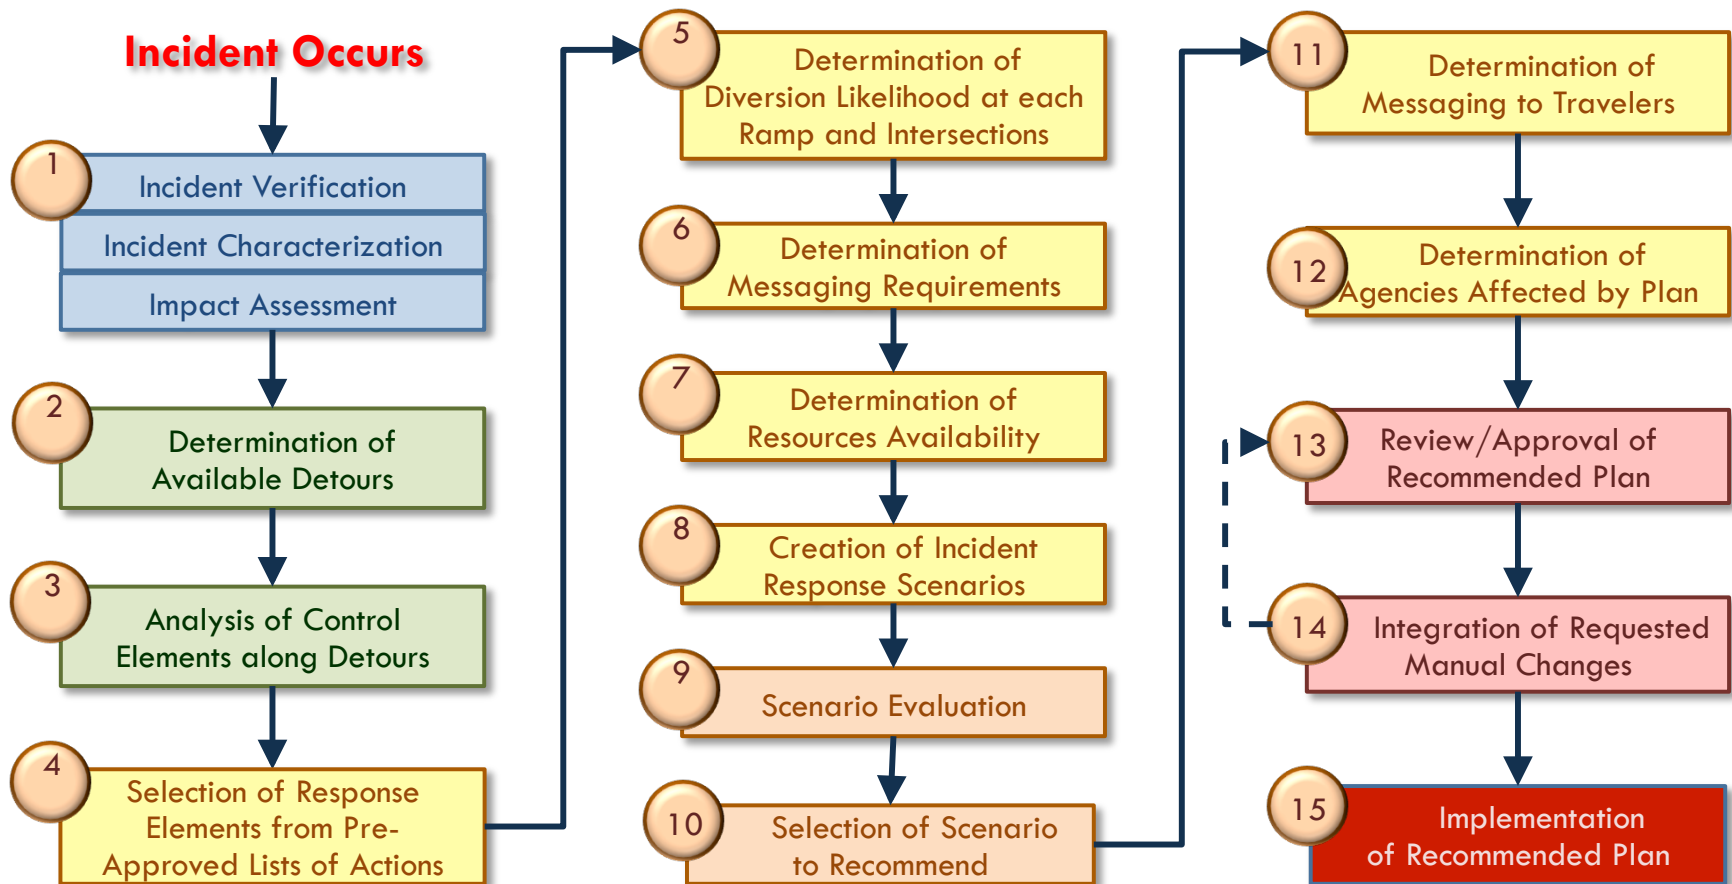 Incident Occurs
1
Incident Verification
Incident Characterization
Impact Assessment
2
Determination of
Available Detours
3
Analysis of Control
Elements along Detours
4
Selection of Response
Elements from Pre-
Approved Lists of Actions
5
Determination of
Diversion Likelihood at each
Ramp and Intersections
6
Determination of
Messaging Requirements
7
Determination of
Resources Availability
8
Creation of Incident
Response Scenarios
9
Scenario Evaluation
10
Selection of Scenario
to Recommend
11
Determination of
Messaging to Travelers
12
Determination of
Agencies Affected by Plan
13
Review/Approval of
Recommended Plan
14
Integration of Requested
Manual Changes
15
Implementation
of Recommended Plan